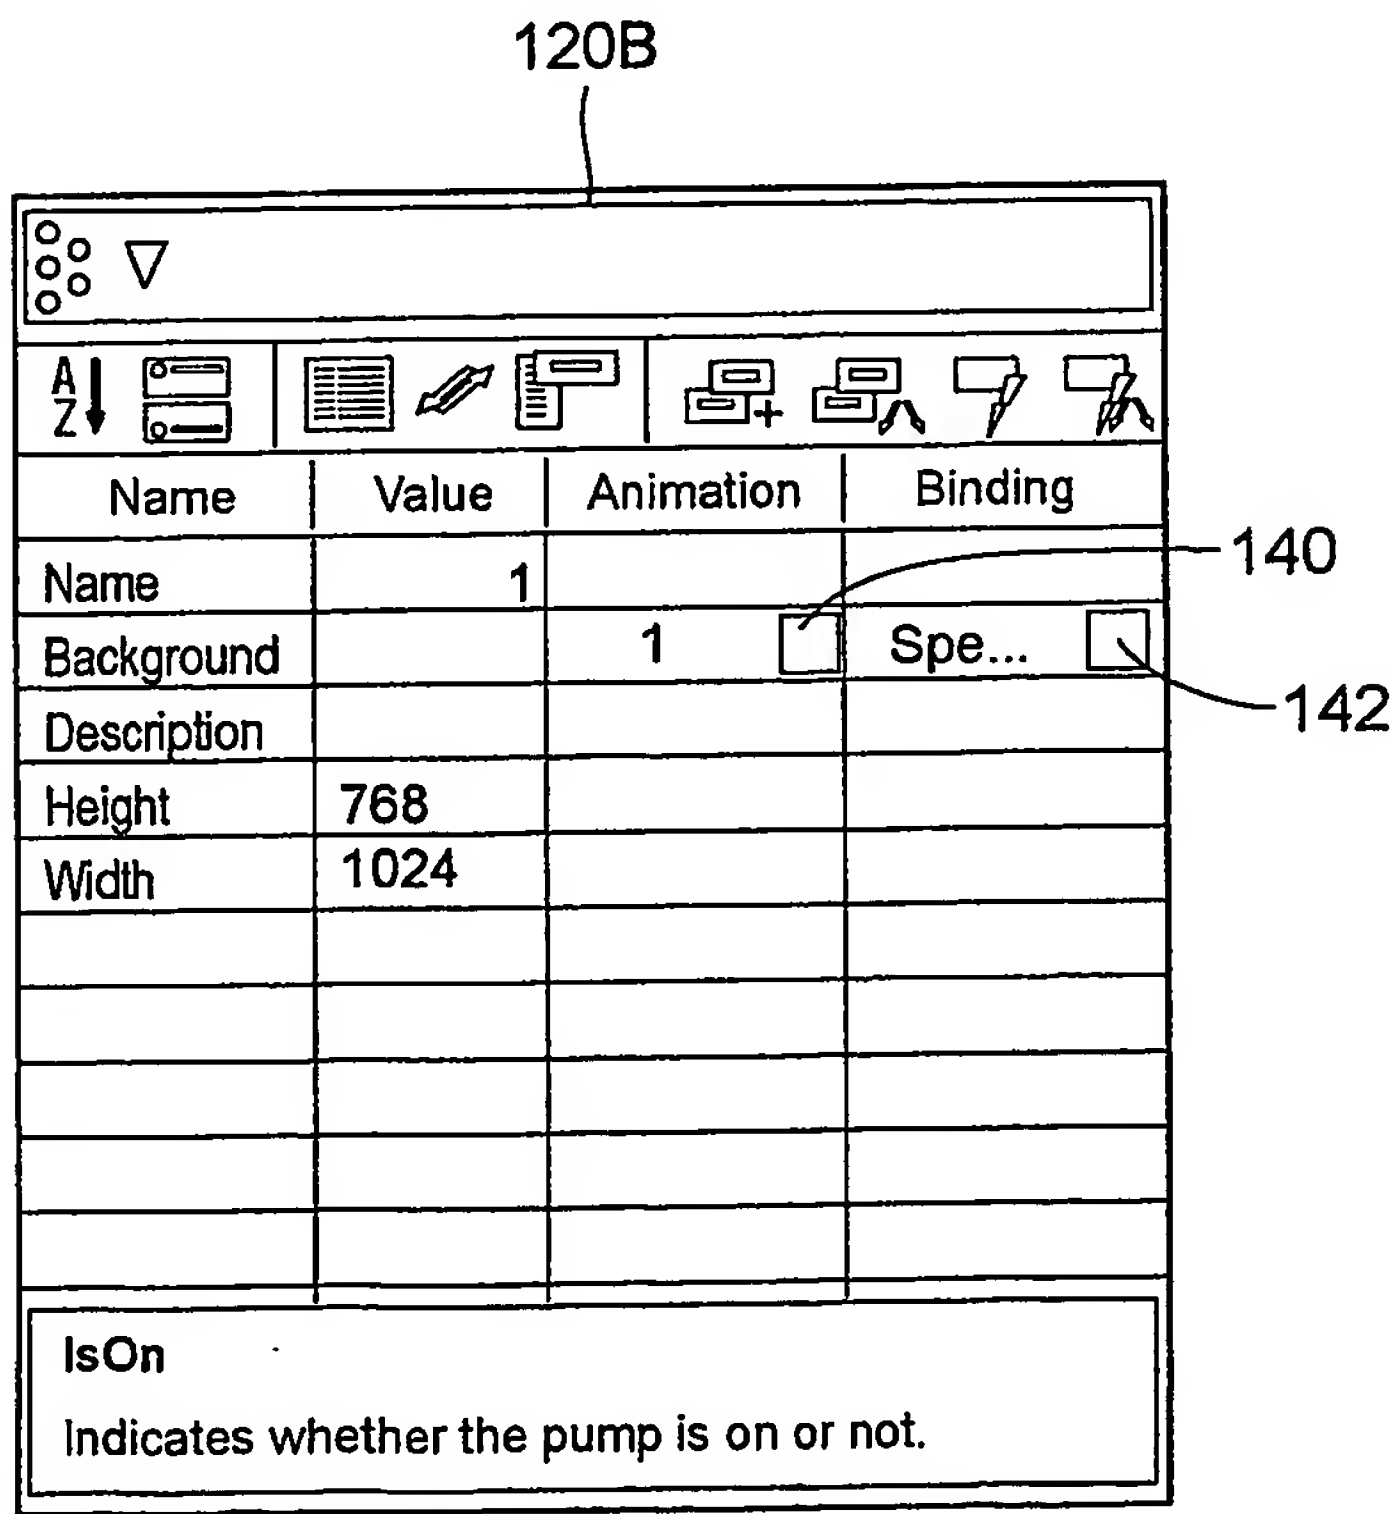 120B
A
Z
Name Value Animation Binding
Name 1
140
Background 1 Spe...
142
Description
Height 768
Width 1024
IsOn
Indicates whether the pump is on or not.